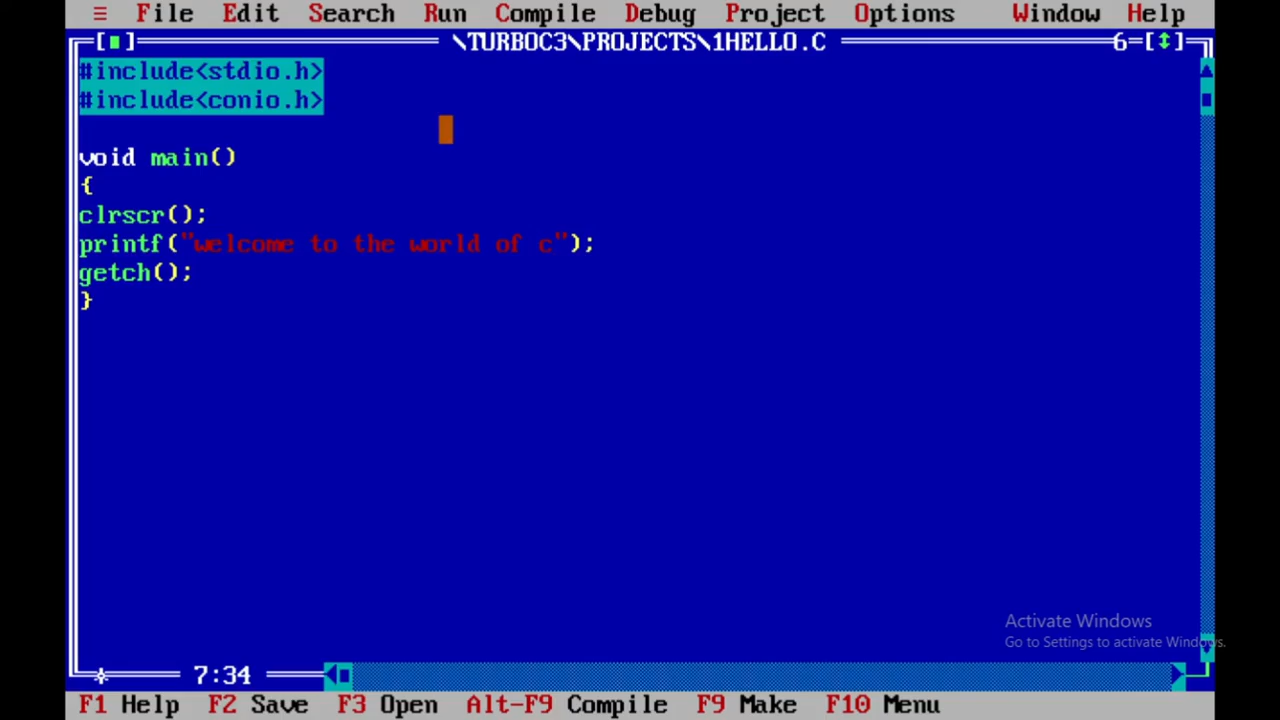 ≡ File Edit Search Run Compile Debug Project Options Window Help
[■] \TURBOC3\PROJECTS\1HELLO.C 6=[↕]
#include<stdio.h>
#include<conio.h>
void main()
{
clrscr();
printf("welcome to the world of c");
getch();
}
Activate Windows
Go to Settings to activate Windows.
7:34
F1 Help F2 Save F3 Open Alt-F9 Compile F9 Make F10 Menu